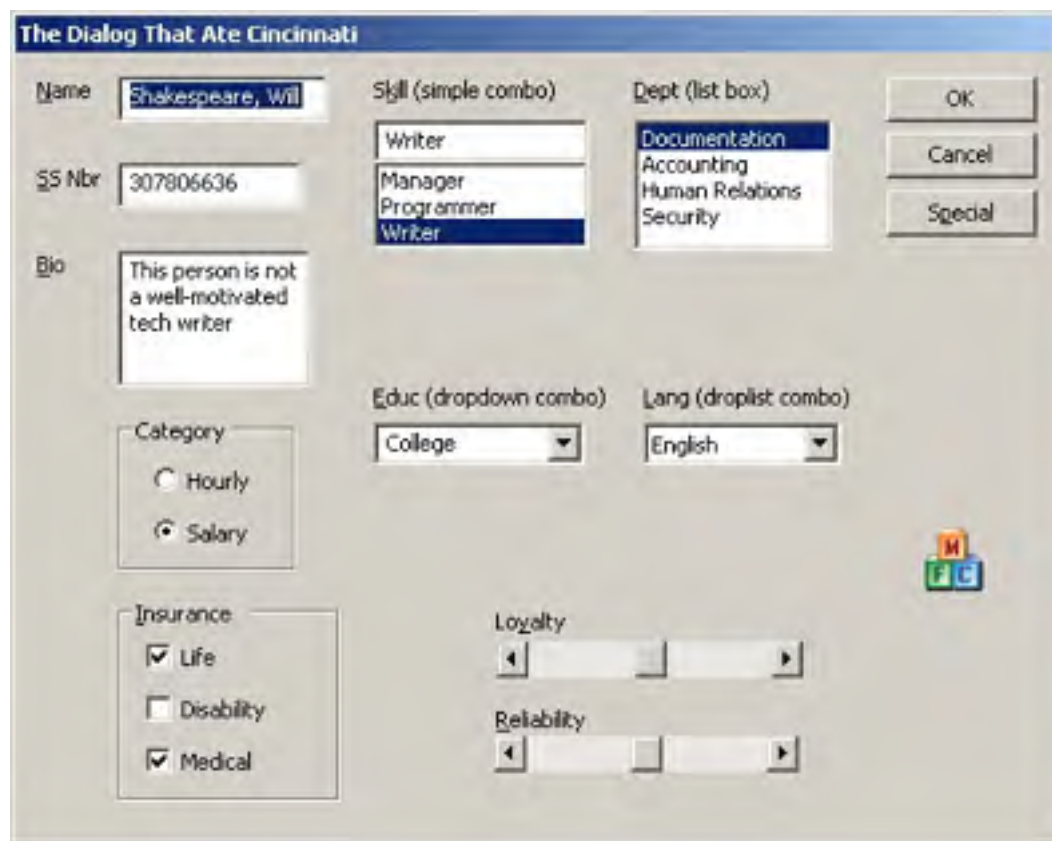 The Dialog That Ate Cincinnati
Name
Shakespeare, Will
Skill (simple combo)
Writer
Manager
Programmer
Writer
Dept (list box)
Documentation
Accounting
Human Relations
Security
OK
Cancel
Special
SS Nbr
307806636
Bio
This person is not
a well-motivated
tech writer
Educ (dropdown combo)
College
Lang (droplist combo)
English
Category
Hourly
Salary
M
F C
Insurance
Life
Disability
Medical
Loyalty
Reliability